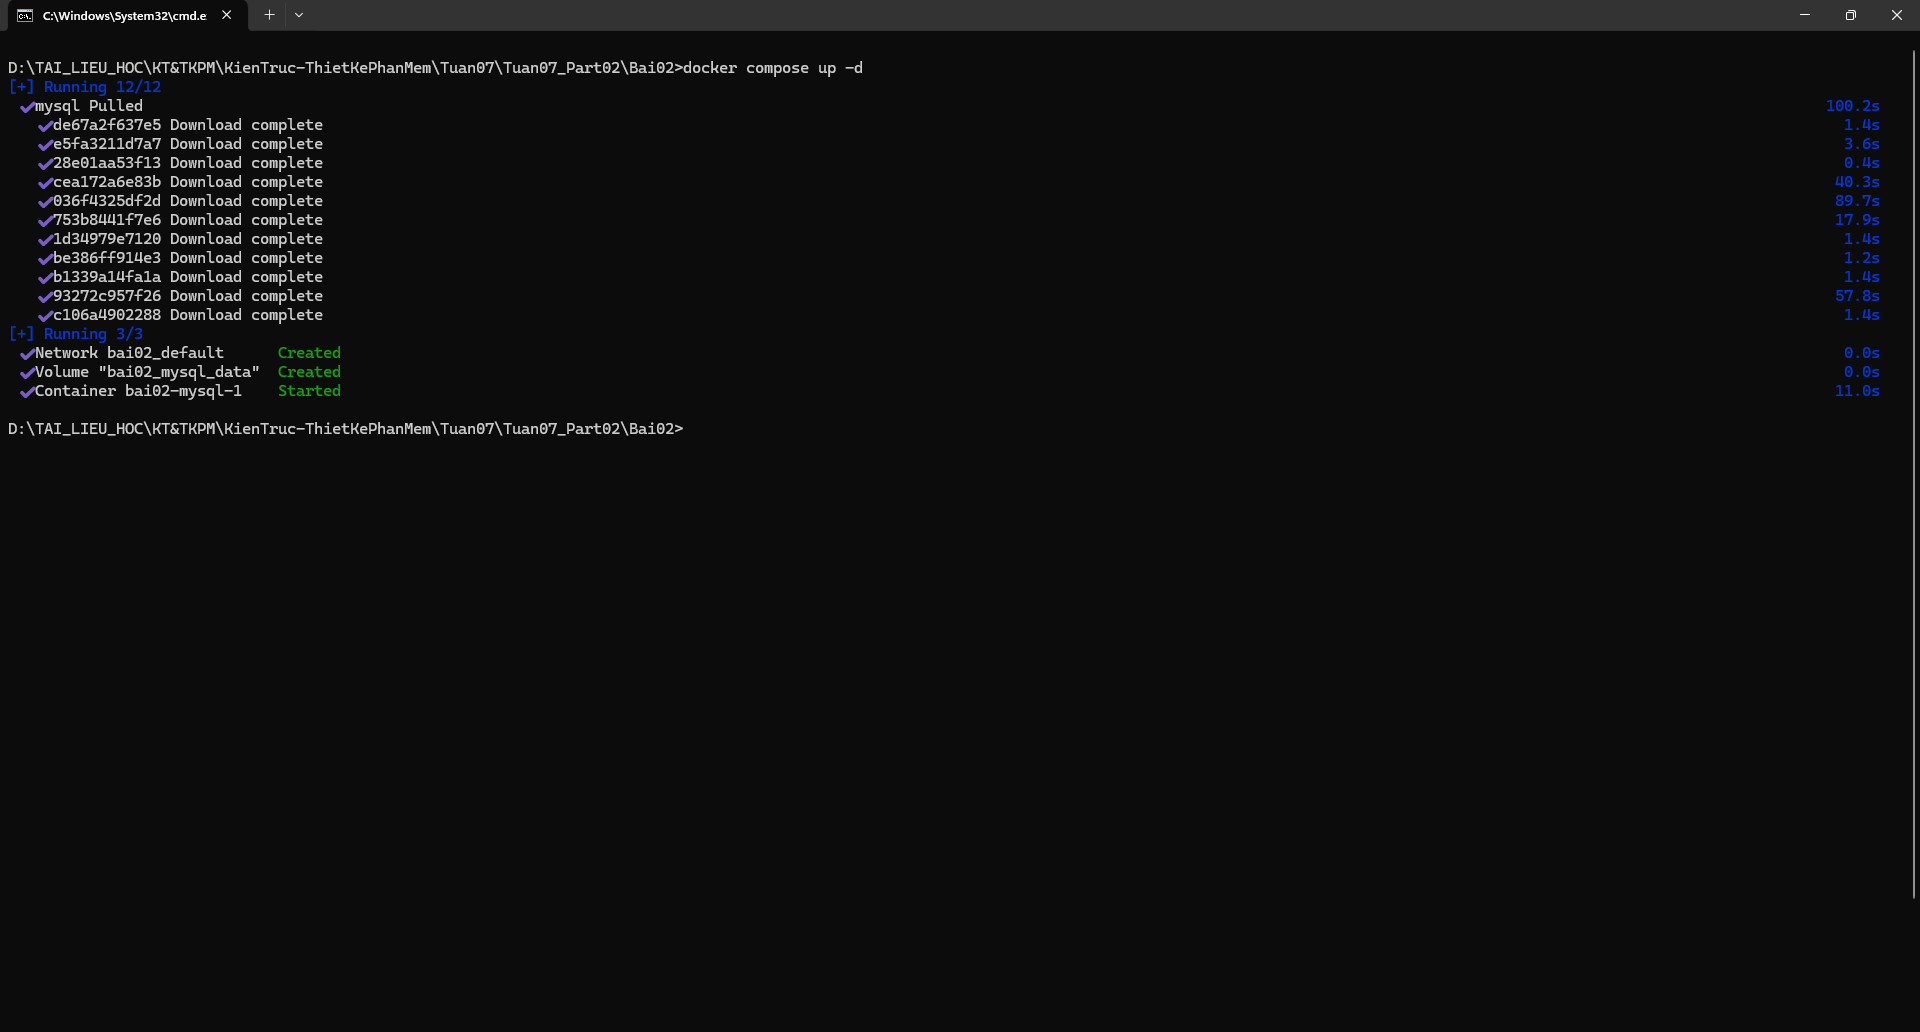 C:\Windows\System32\cmd.e
D:\TAI_LIEU_HOC\KT&TKPM\KienTruc-ThietKePhanMem\Tuan07\Tuan07_Part02\Bai02>docker compose up -d
[+] Running 12/12
✔mysql Pulled 100.2s
✔de67a2f637e5 Download complete 1.4s
✔e5fa3211d7a7 Download complete 3.6s
✔28e01aa53f13 Download complete 0.4s
✔cea172a6e83b Download complete 40.3s
✔036f4325df2d Download complete 89.7s
✔753b8441f7e6 Download complete 17.9s
✔1d34979e7120 Download complete 1.4s
✔be386ff914e3 Download complete 1.2s
✔b1339a14fa1a Download complete 1.4s
✔93272c957f26 Download complete 57.8s
✔c106a4902288 Download complete 1.4s
[+] Running 3/3
✔Network bai02_default Created 0.0s
✔Volume "bai02_mysql_data" Created 0.0s
✔Container bai02-mysql-1 Started 11.0s
D:\TAI_LIEU_HOC\KT&TKPM\KienTruc-ThietKePhanMem\Tuan07\Tuan07_Part02\Bai02>